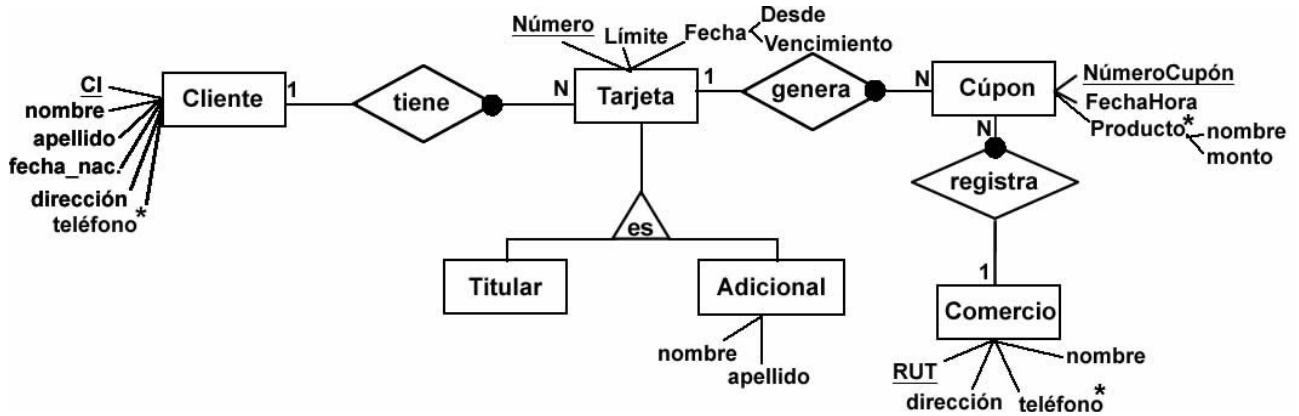 Desde
Número
Límite
Fecha
Vencimiento
CI
nombre
apellido
fecha_nac.
dirección
teléfono*
Cliente
1
tiene
N
Tarjeta
1
genera
N
Cúpon
NúmeroCupón
FechaHora
Producto*
nombre
monto
N
registra
1
es
Titular
Adicional
nombre
apellido
Comercio
RUT
dirección
teléfono*
nombre